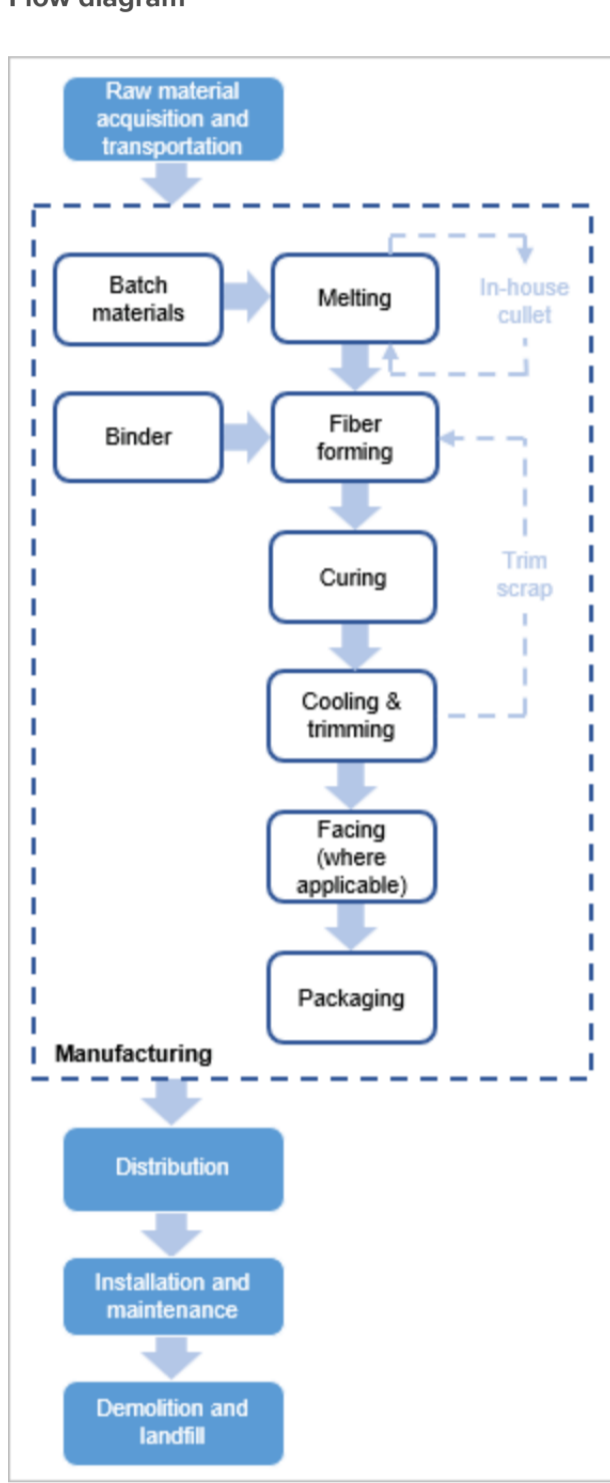 Flow diagram
Raw material
acquisition and
transportation
Batch
materials
Melting
In-house
cullet
Binder
Fiber
forming
Curing
Trim
scrap
Cooling &
trimming
Facing
(where
applicable)
Packaging
Manufacturing
Distribution
Installation and
maintenance
Demolition and
landfill